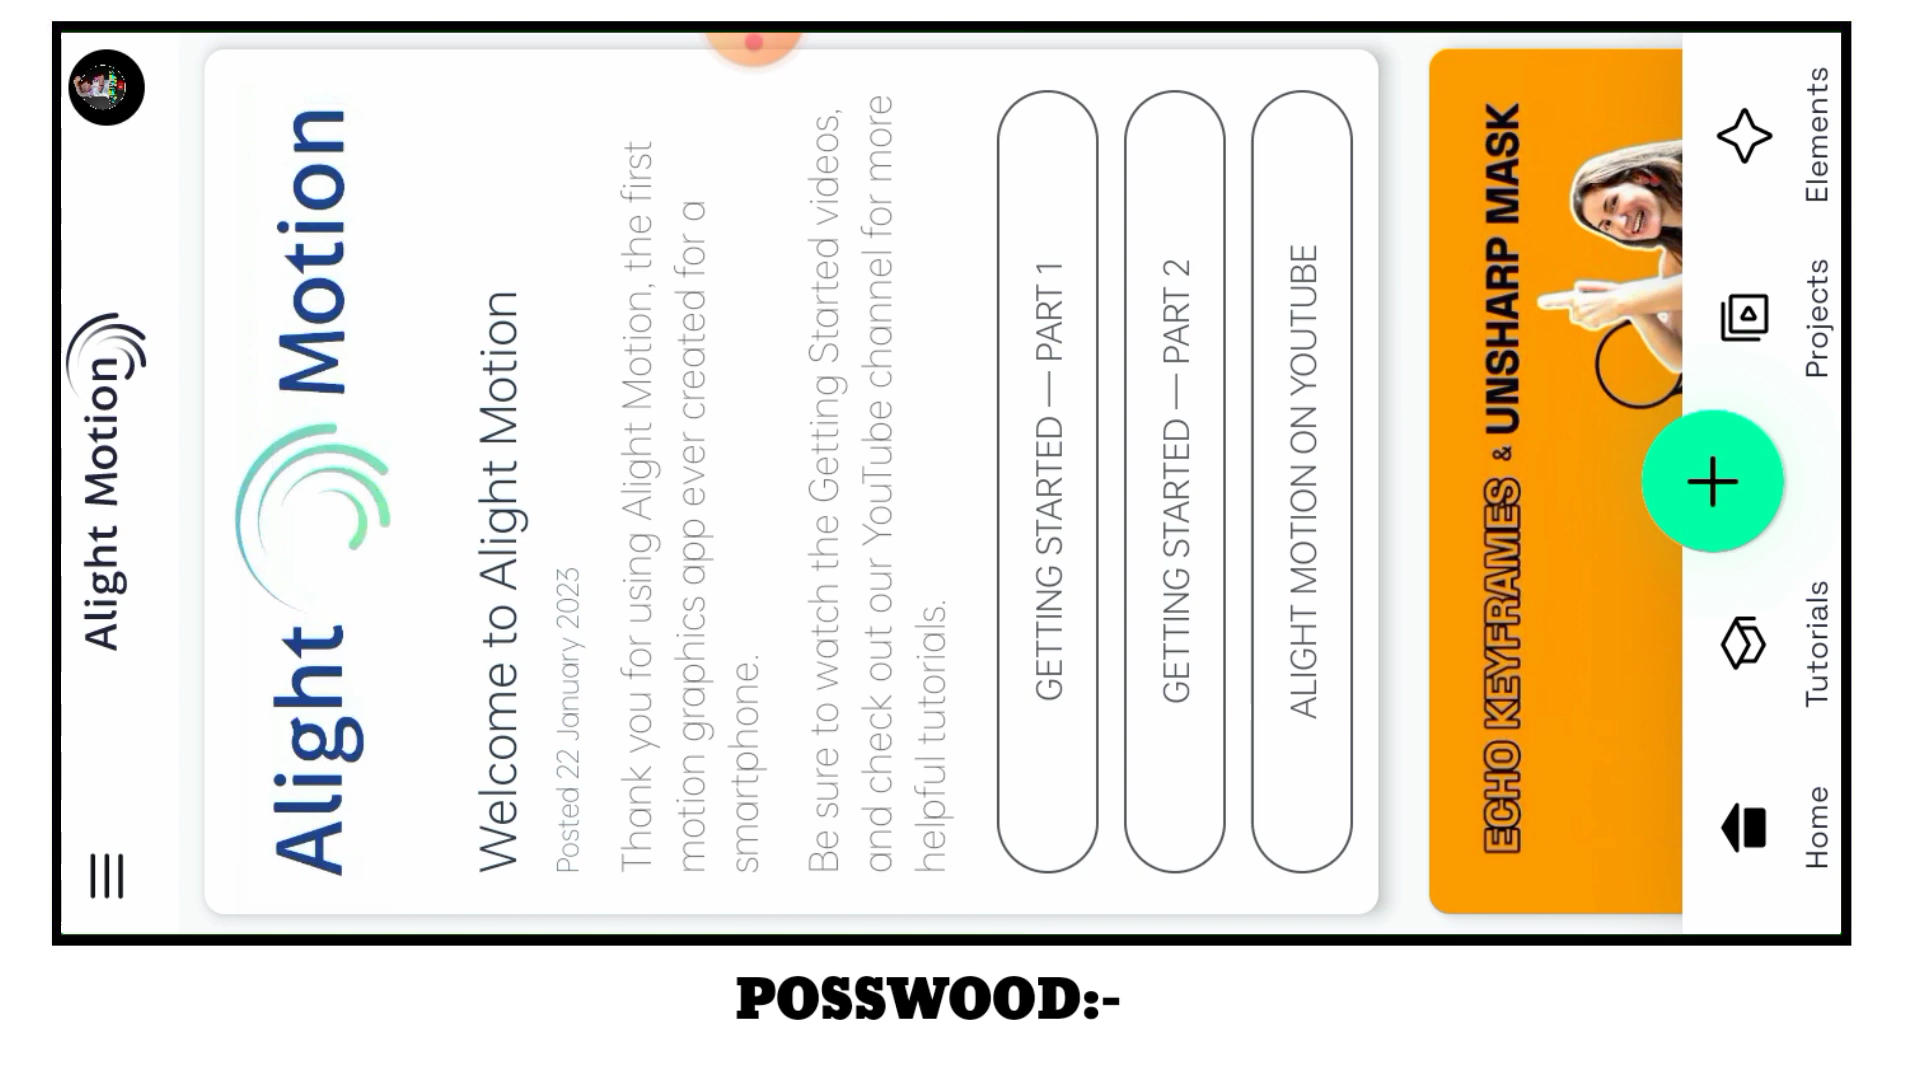 Alight Motion
Alight Motion
Welcome to Alight Motion
Posted 22 January 2023
Thank you for using Alight Motion, the first
motion graphics app ever created for a
smartphone.
Be sure to watch the Getting Started videos,
and check out our YouTube channel for more
helpful tutorials.
GETTING STARTED — PART 1
GETTING STARTED — PART 2
ALIGHT MOTION ON YOUTUBE
ECHO KEYFRAMES & UNSHARP MASK
Home
Tutorials
Projects
Elements
POSSWOOD:-